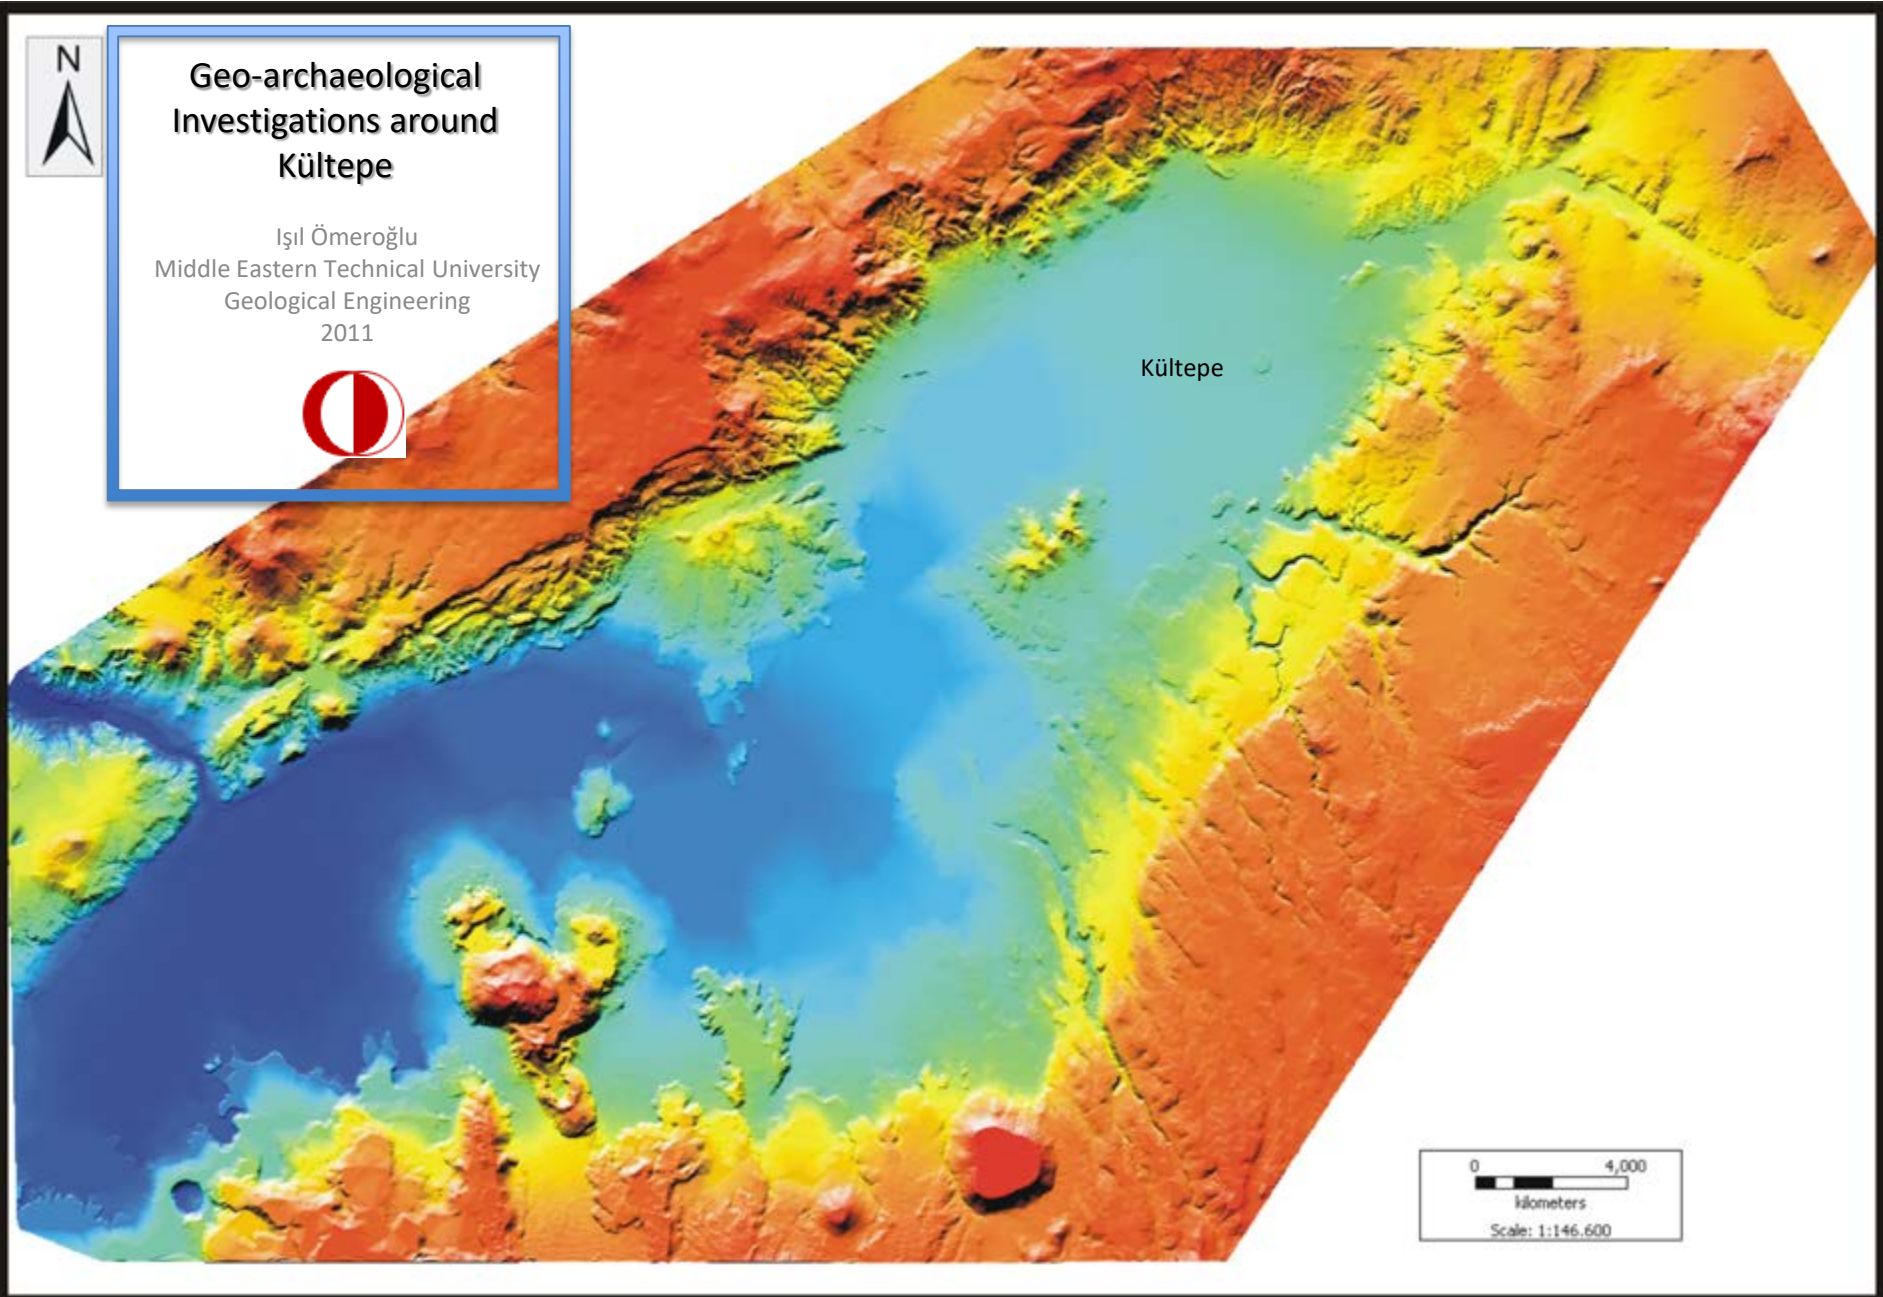 N
Geo-archaeological
Investigations around
Kültepe
Işıl Ömeroğlu
Middle Eastern Technical University
Geological Engineering
2011
Kültepe
0 4,000
kilometers
Scale: 1:146.600